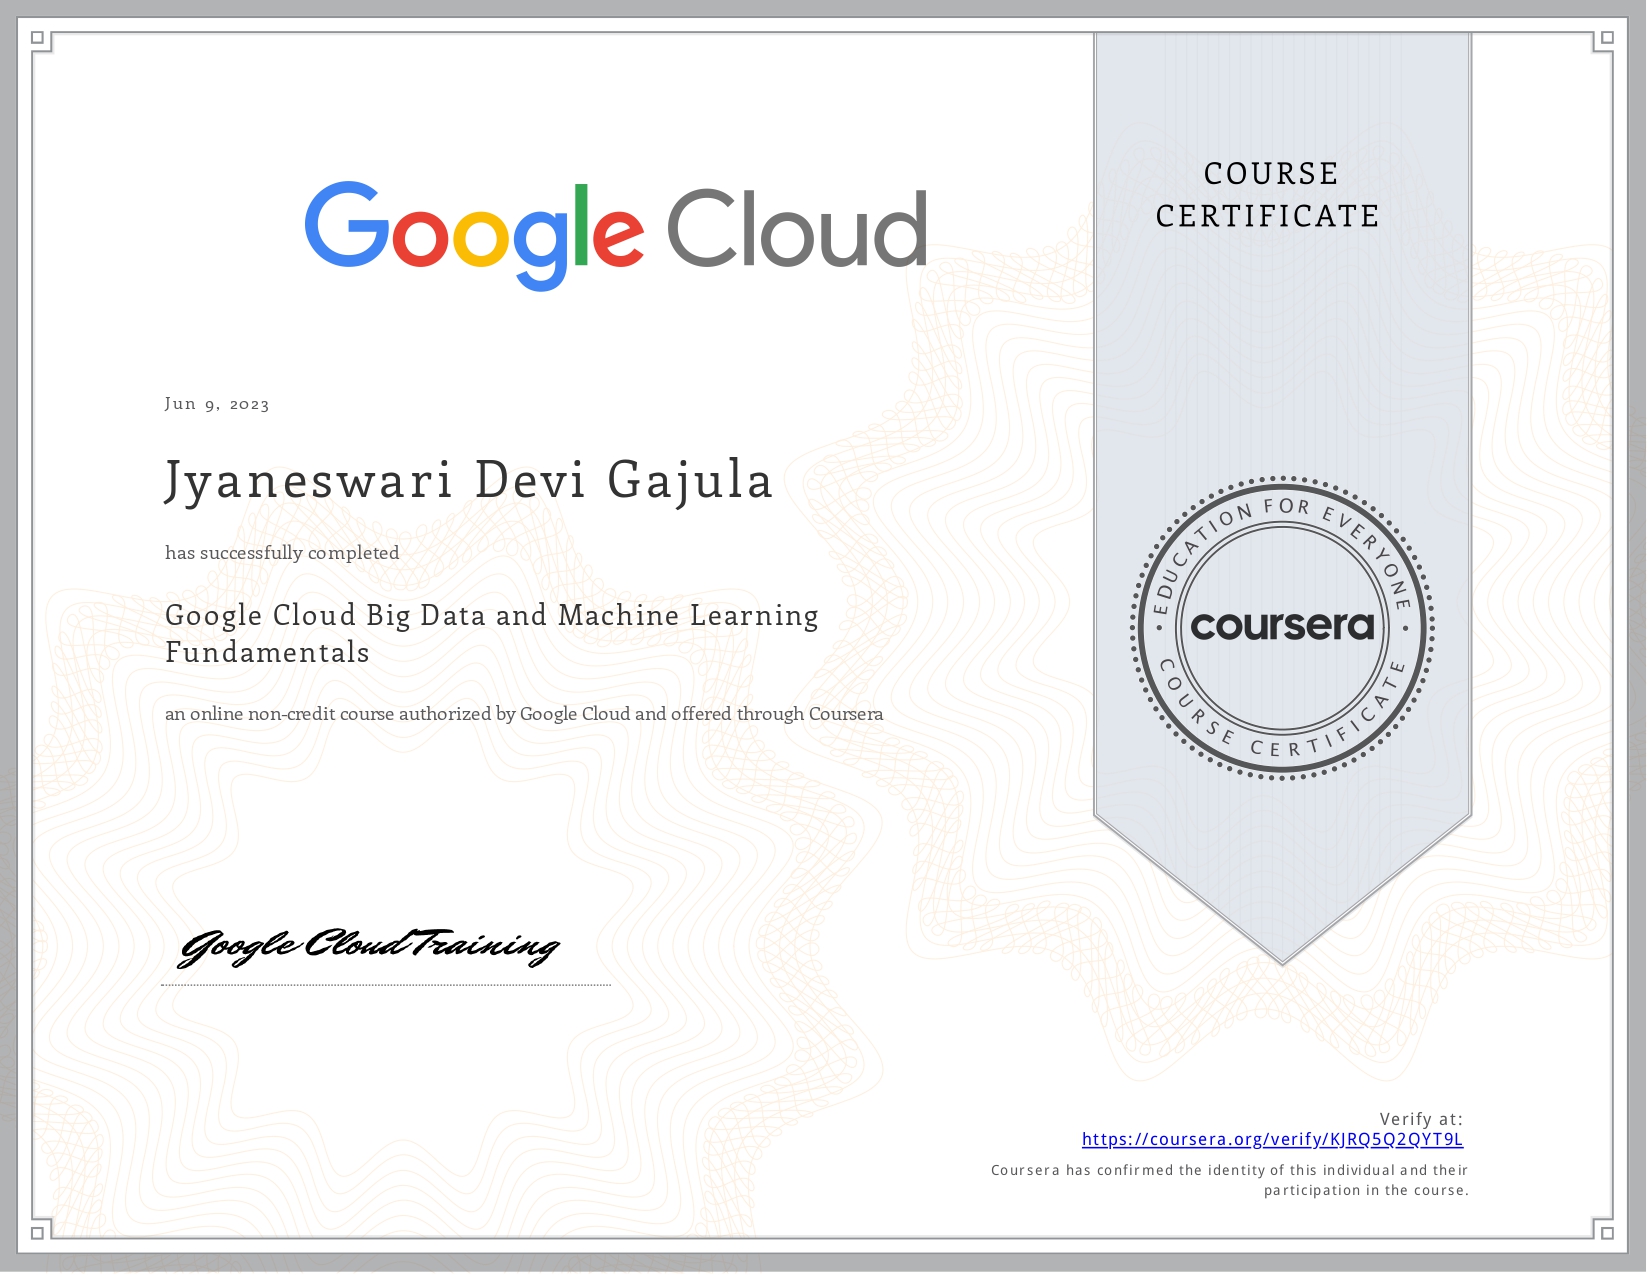 Google Cloud
COURSE
CERTIFICATE
Jun 9, 2023
Jyaneswari Devi Gajula
has successfully completed
Google Cloud Big Data and Machine Learning
Fundamentals
an online non-credit course authorized by Google Cloud and offered through Coursera
EDUCATION FOR EVERYONE
coursera
COURSE CERTIFICATE
Google Cloud Training
Verify at:
https://coursera.org/verify/KJRQ5Q2QYT9L
Coursera has confirmed the identity of this individual and their
participation in the course.